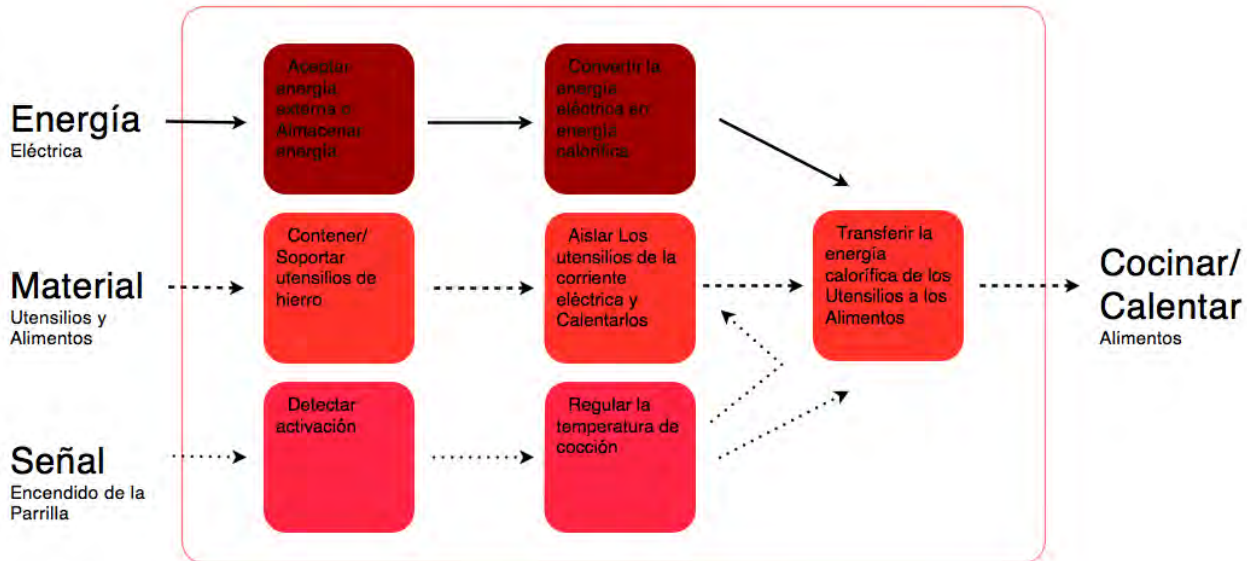 Energía
Eléctrica
Aceptar
energía
externa o
Almacenar
energía
Convertir la
energía
eléctrica en
energía
calorífica
Material
Utensilios y
Alimentos
Contener/
Soportar
utensilios de
hierro
Aislar Los
utensilios de la
corriente
eléctrica y
Calentarlos
Transferir la
energía
calorífica de los
Utensilios a los
Alimentos
Cocinar/
Calentar
Alimentos
Señal
Encendido de la
Parrilla
Detectar
activación
Regular la
temperatura de
cocción